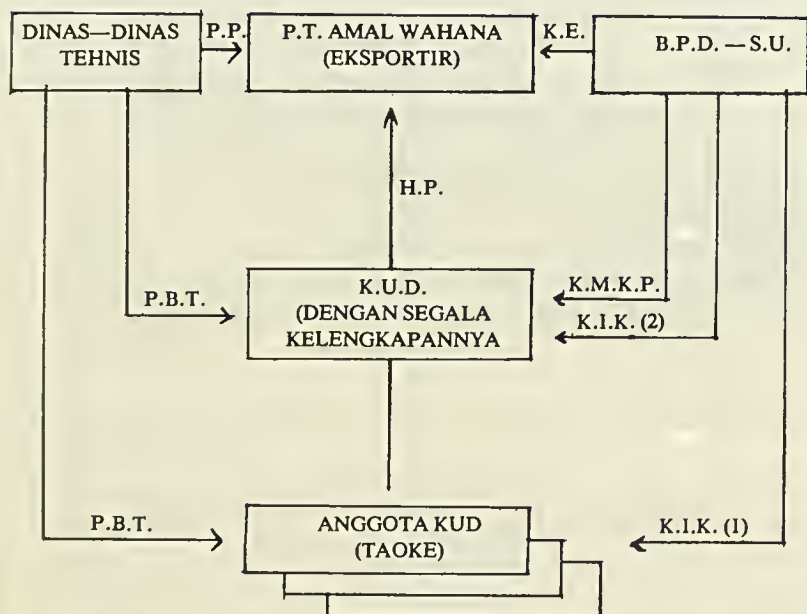 DINAS—DINAS
TEHNIS
P.P.
P.T. AMAL WAHANA
(EKSPORTIR)
K.E.
B.P.D. — S.U.
H.P.
P.B.T.
K.U.D.
(DENGAN SEGALA
KELENGKAPANNYA
K.M.K.P.
K.I.K. (2)
P.B.T.
ANGGOTA KUD
(TAOKE)
K.I.K. (1)